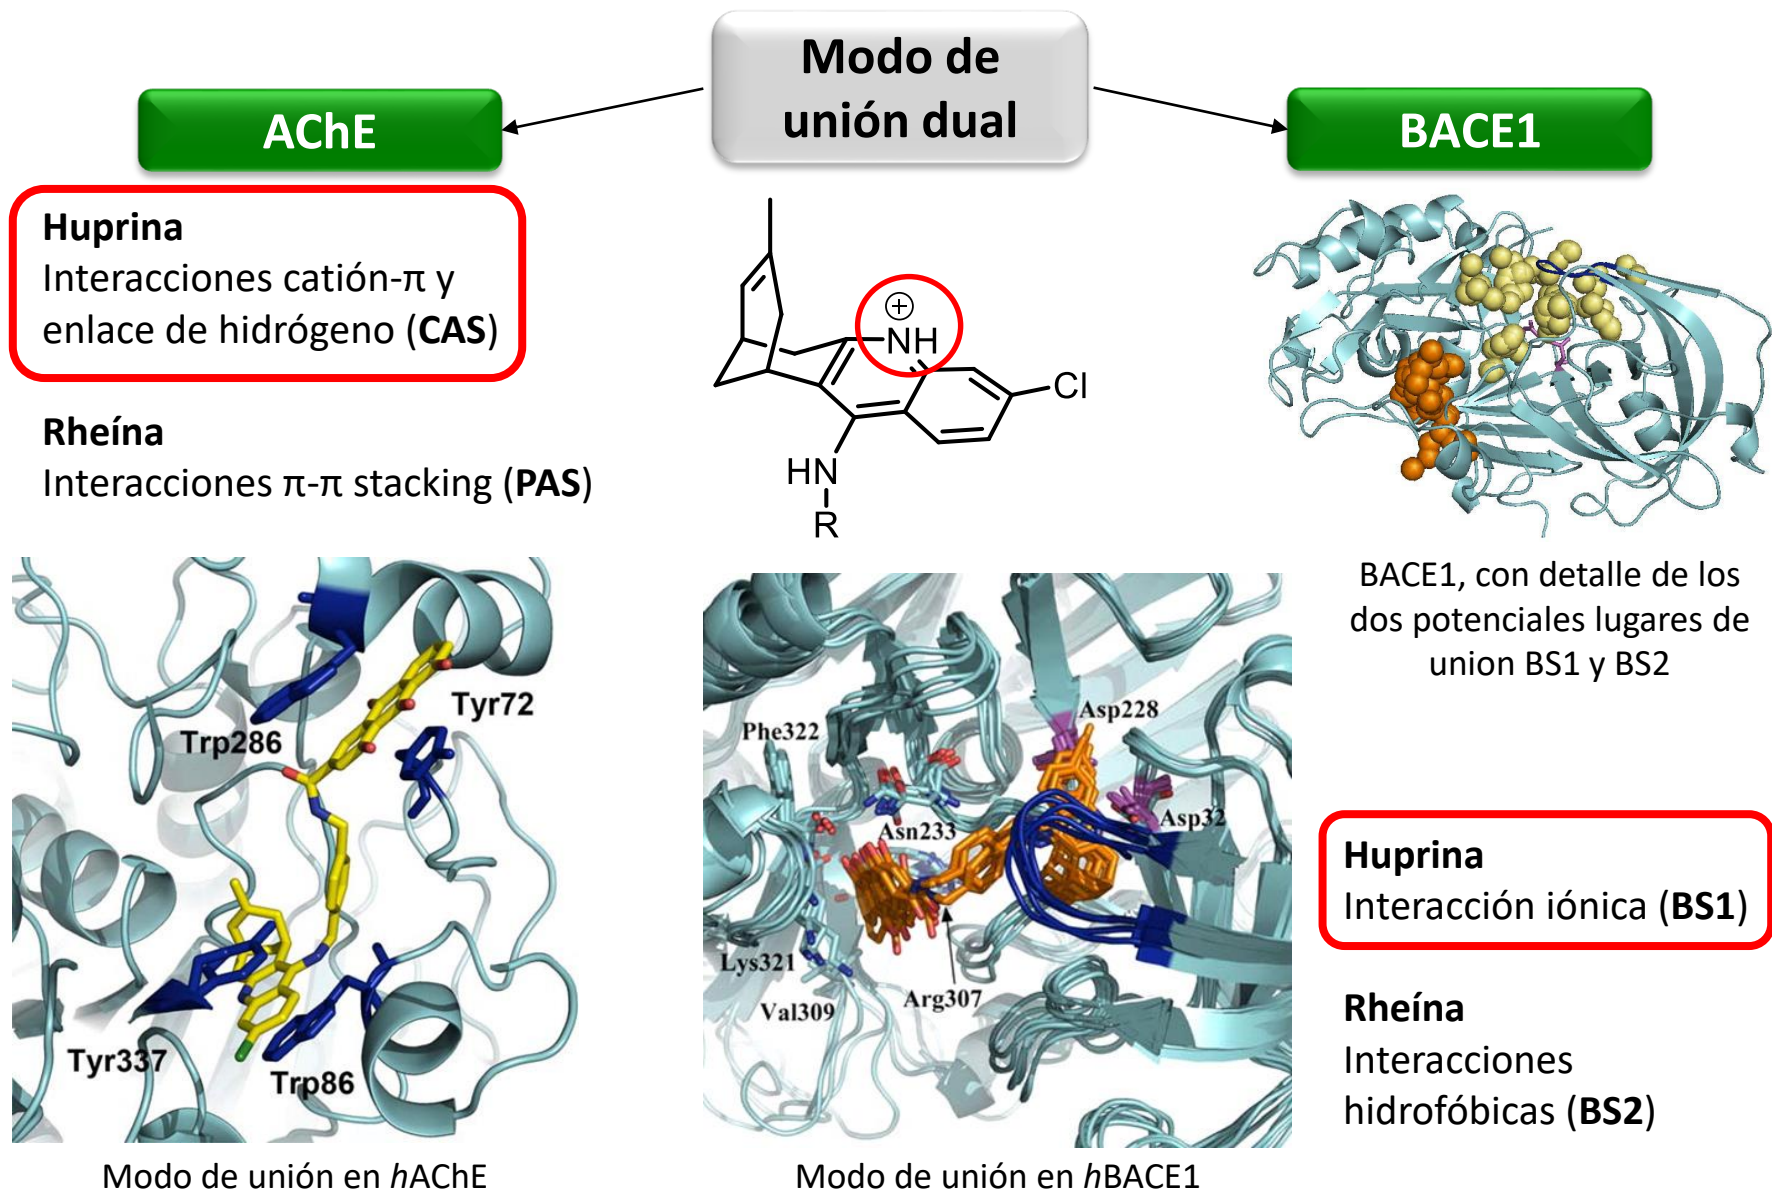 Modo de
unión dual
AChE
BACE1
Huprina
Interacciones catión-π y
enlace de hidrógeno (CAS)
Rheína
Interacciones π-π stacking (PAS)
+
NH
Cl
HN
R
BACE1, con detalle de los
dos potenciales lugares de
union BS1 y BS2
Tyr72
Trp286
Tyr337
Trp86
Modo de unión en hAChE
Phe322
Asp228
Asn233
Asp32
Lys321
Val309
Arg307
Modo de unión en hBACE1
Huprina
Interacción iónica (BS1)
Rheína
Interacciones
hidrofóbicas (BS2)